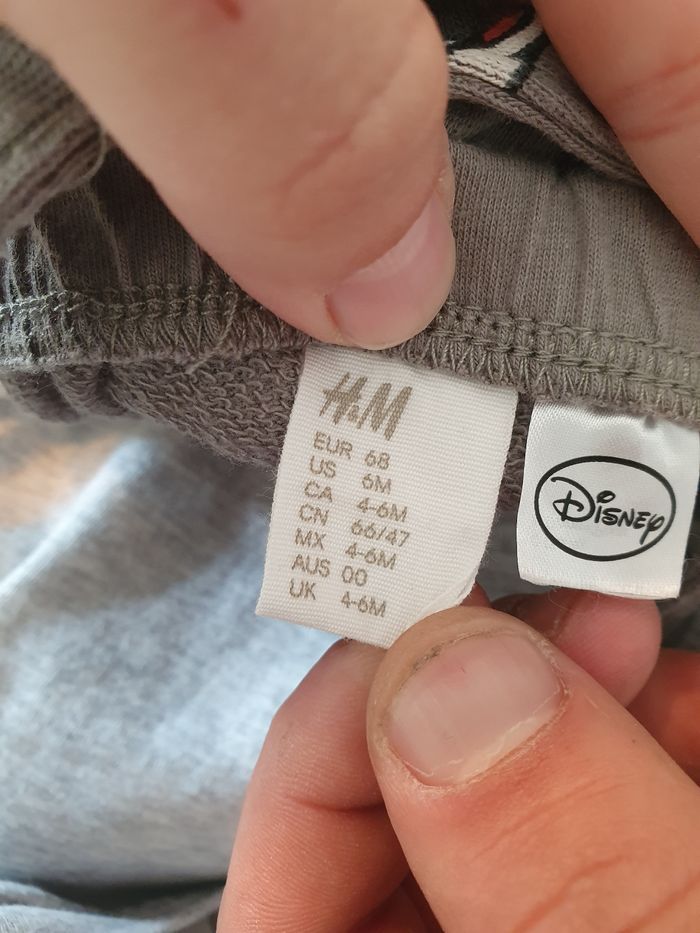 H&M
EUR 68
US 6M
CA 4-6M
CN 66/47
MX 4-6M
AUS 00
UK 4-6M
Disney